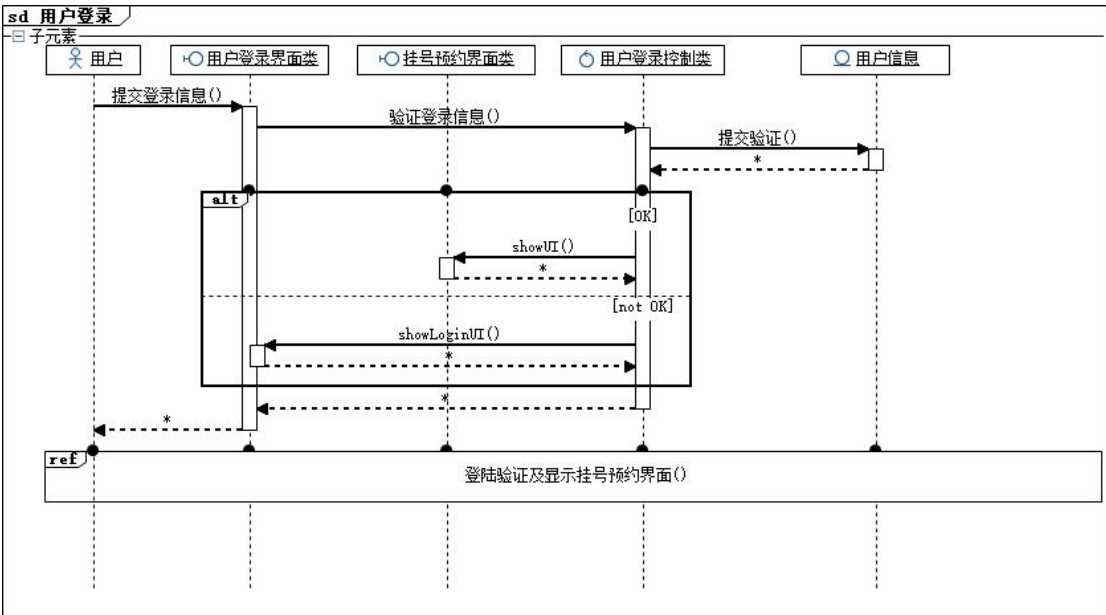 sd 用户登录
子元素
用户
用户登录界面类
挂号预约界面类
用户登录控制类
用户信息
提交登录信息()
验证登录信息()
提交验证()
*
alt
[OK]
showUI()
*
[not OK]
showLoginUI()
*
*
*
ref
登陆验证及显示挂号预约界面()